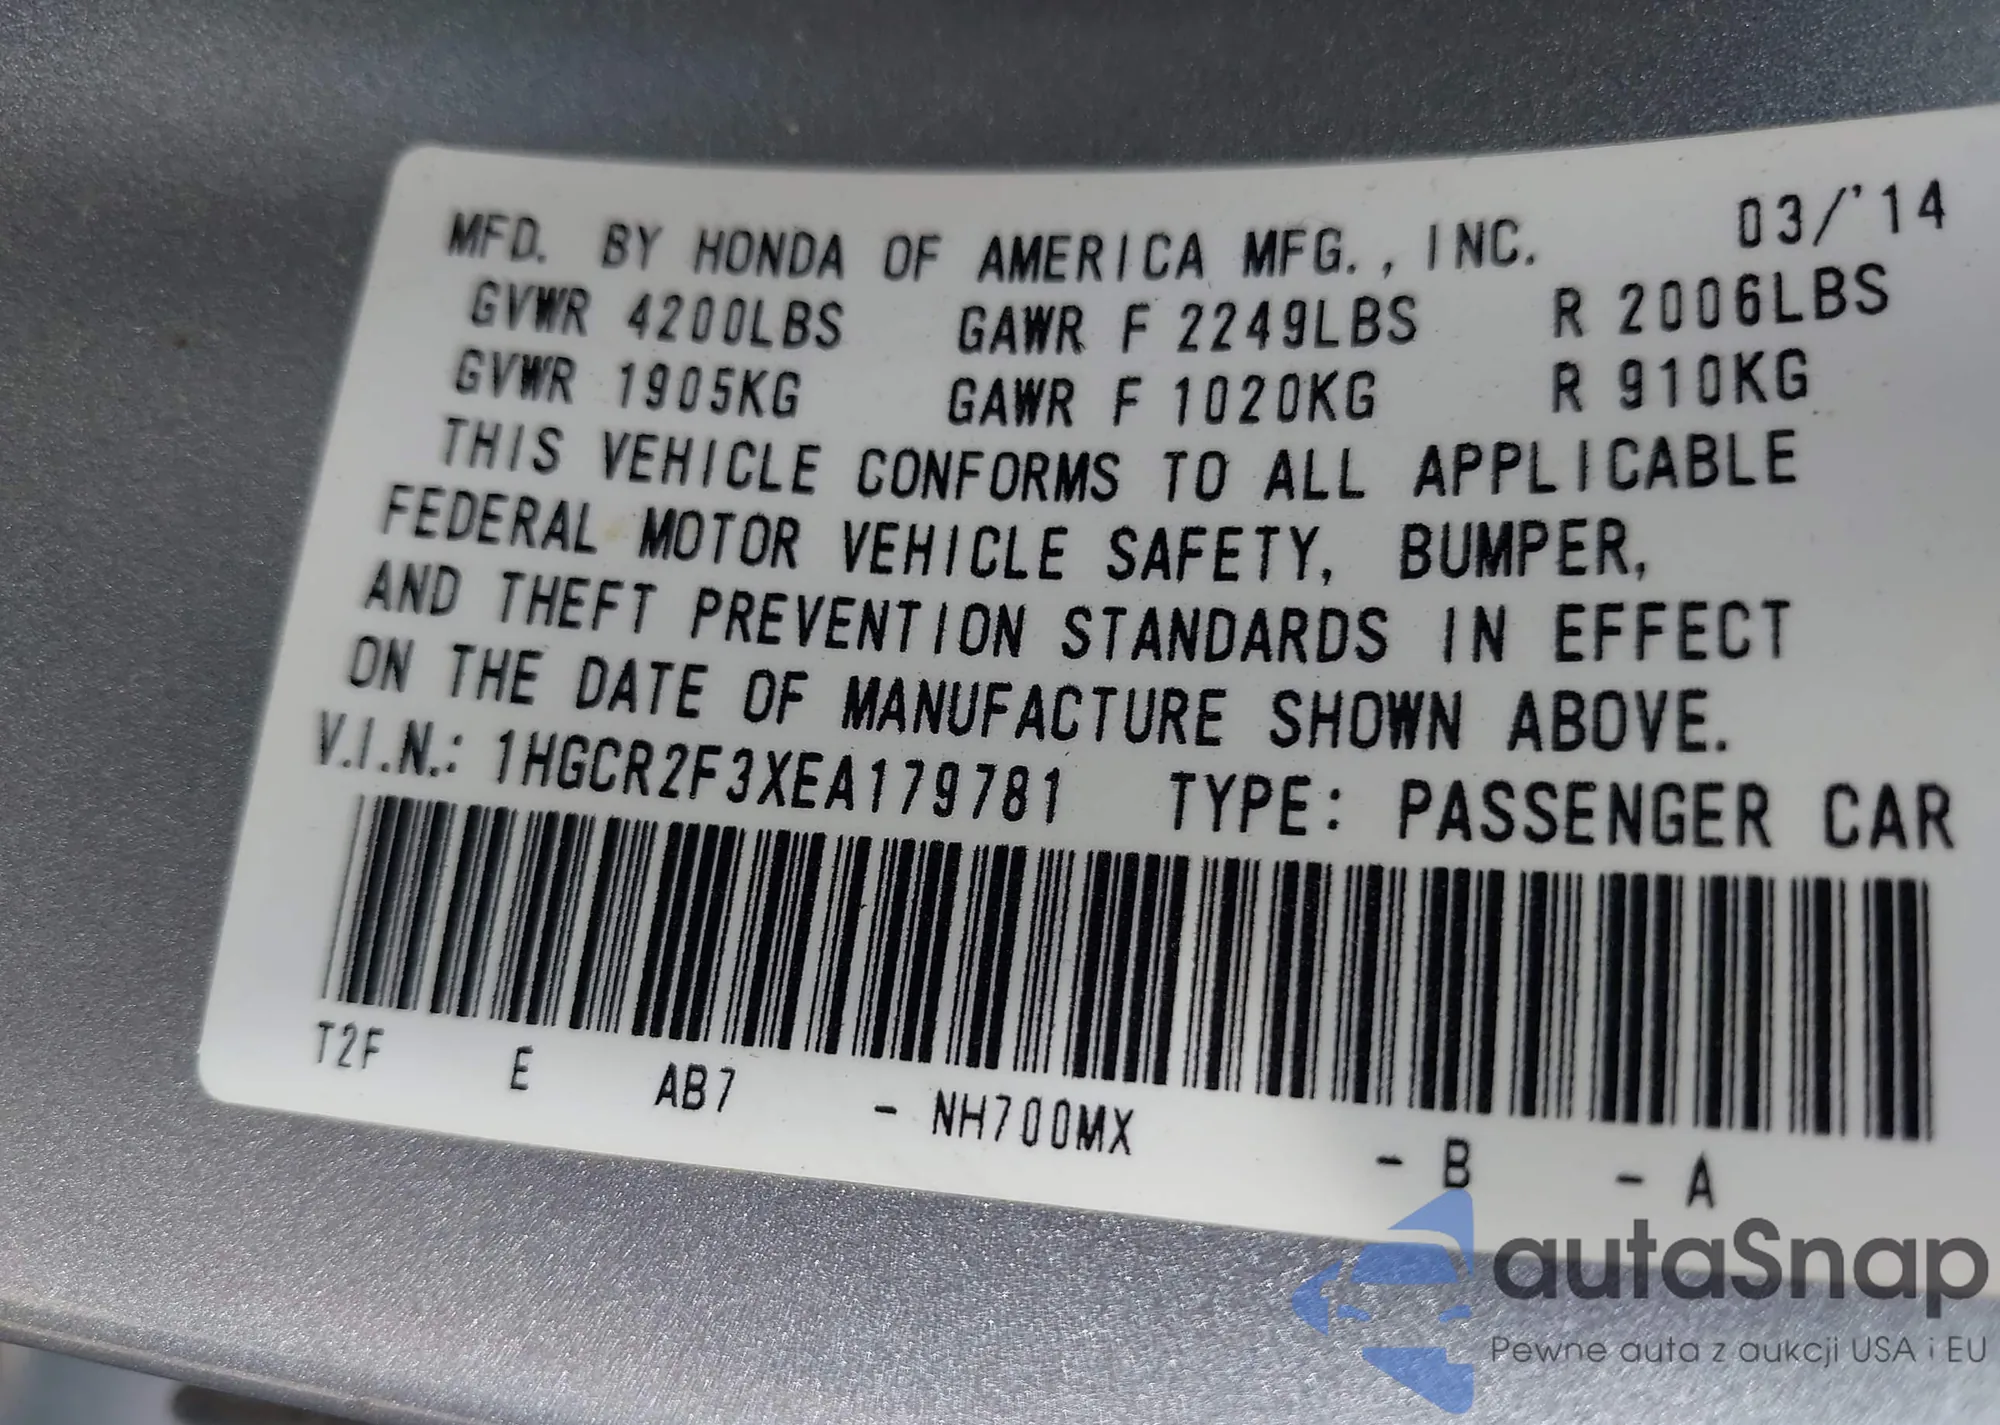 MFD. BY HONDA OF AMERICA MFG., INC. 03/'14
GVWR 4200LBS GAWR F 2249LBS R 2006LBS
GVWR 1905KG GAWR F 1020KG R 910KG
THIS VEHICLE CONFORMS TO ALL APPLICABLE
FEDERAL MOTOR VEHICLE SAFETY, BUMPER,
AND THEFT PREVENTION STANDARDS IN EFFECT
ON THE DATE OF MANUFACTURE SHOWN ABOVE.
V.I.N.: 1HGCR2F3XEA179781 TYPE: PASSENGER CAR
T2F E AB7 - NH700MX - B - A
autaSnap
Pewne auta z aukcji USA i EU